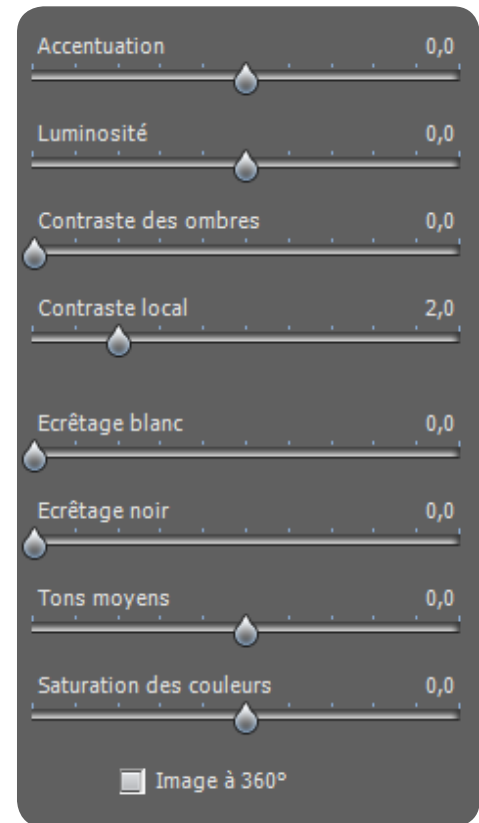 Accentuation 0,0
Luminosité 0,0
Contraste des ombres 0,0
Contraste local 2,0
Ecrêtage blanc 0,0
Ecrêtage noir 0,0
Tons moyens 0,0
Saturation des couleurs 0,0
Image à 360°